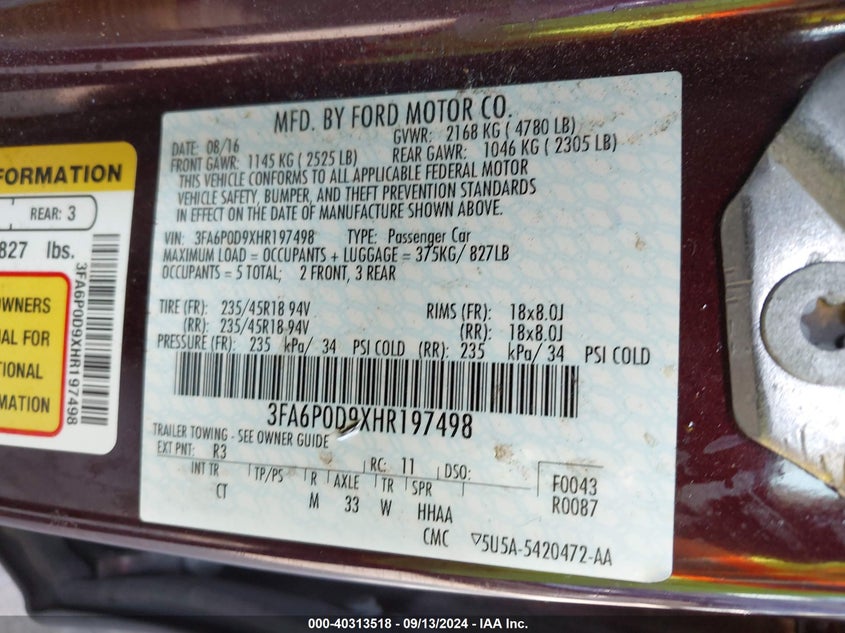 MFD. BY FORD MOTOR CO.
DATE: 08/16 GVWR: 2168 KG ( 4780 LB)
FRONT GAWR: 1145 KG ( 2525 LB) REAR GAWR: 1046 KG ( 2305 LB)
THIS VEHICLE CONFORMS TO ALL APPLICABLE FEDERAL MOTOR
VEHICLE SAFETY, BUMPER, AND THEFT PREVENTION STANDARDS
IN EFFECT ON THE DATE OF MANUFACTURE SHOWN ABOVE.
VIN: 3FA6P0D9XHR197498 TYPE: Passenger Car
MAXIMUM LOAD = OCCUPANTS + LUGGAGE = 375KG/ 827LB
OCCUPANTS = 5 TOTAL; 2 FRONT, 3 REAR
TIRE (FR): 235/45R18 94V RIMS (FR): 18x8.0J
(RR): 235/45R18 94V (RR): 18x8.0J
PRESSURE (FR): 235 kPa/ 34 PSI COLD (RR): 235 kPa/ 34 PSI COLD
3FA6P0D9XHR197498
TRAILER TOWING - SEE OWNER GUIDE
EXT PNT: R3 RC: 11 DSO: F0043
INT TR TP/PS R AXLE TR SPR R0087
CT M 33 W HHAA
CMC ▽5U5A-5420472-AA
FORMATION
REAR: 3
827 lbs.
OWNERS
UAL FOR
TIONAL
RMATION
3FA6P0D9XHR197498
000-40313518 - 09/13/2024 - IAA Inc.